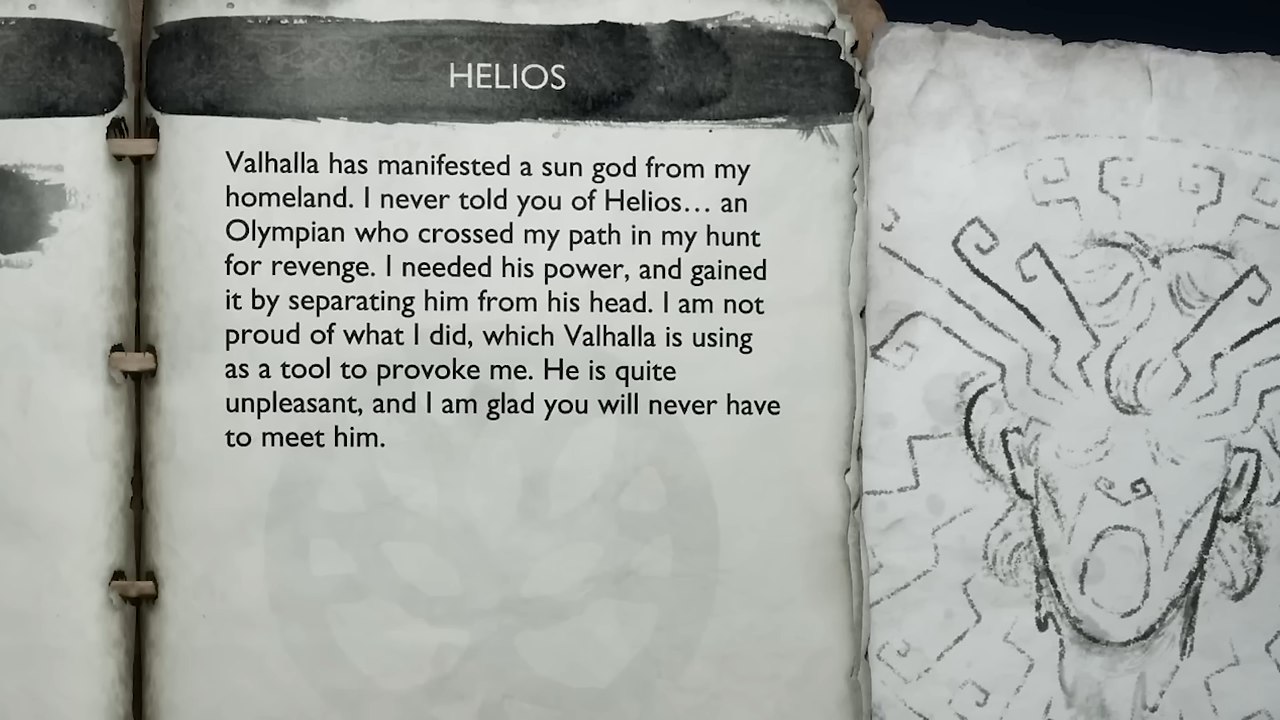 HELIOS
Valhalla has manifested a sun god from my
homeland. I never told you of Helios… an
Olympian who crossed my path in my hunt
for revenge. I needed his power, and gained
it by separating him from his head. I am not
proud of what I did, which Valhalla is using
as a tool to provoke me. He is quite
unpleasant, and I am glad you will never have
to meet him.